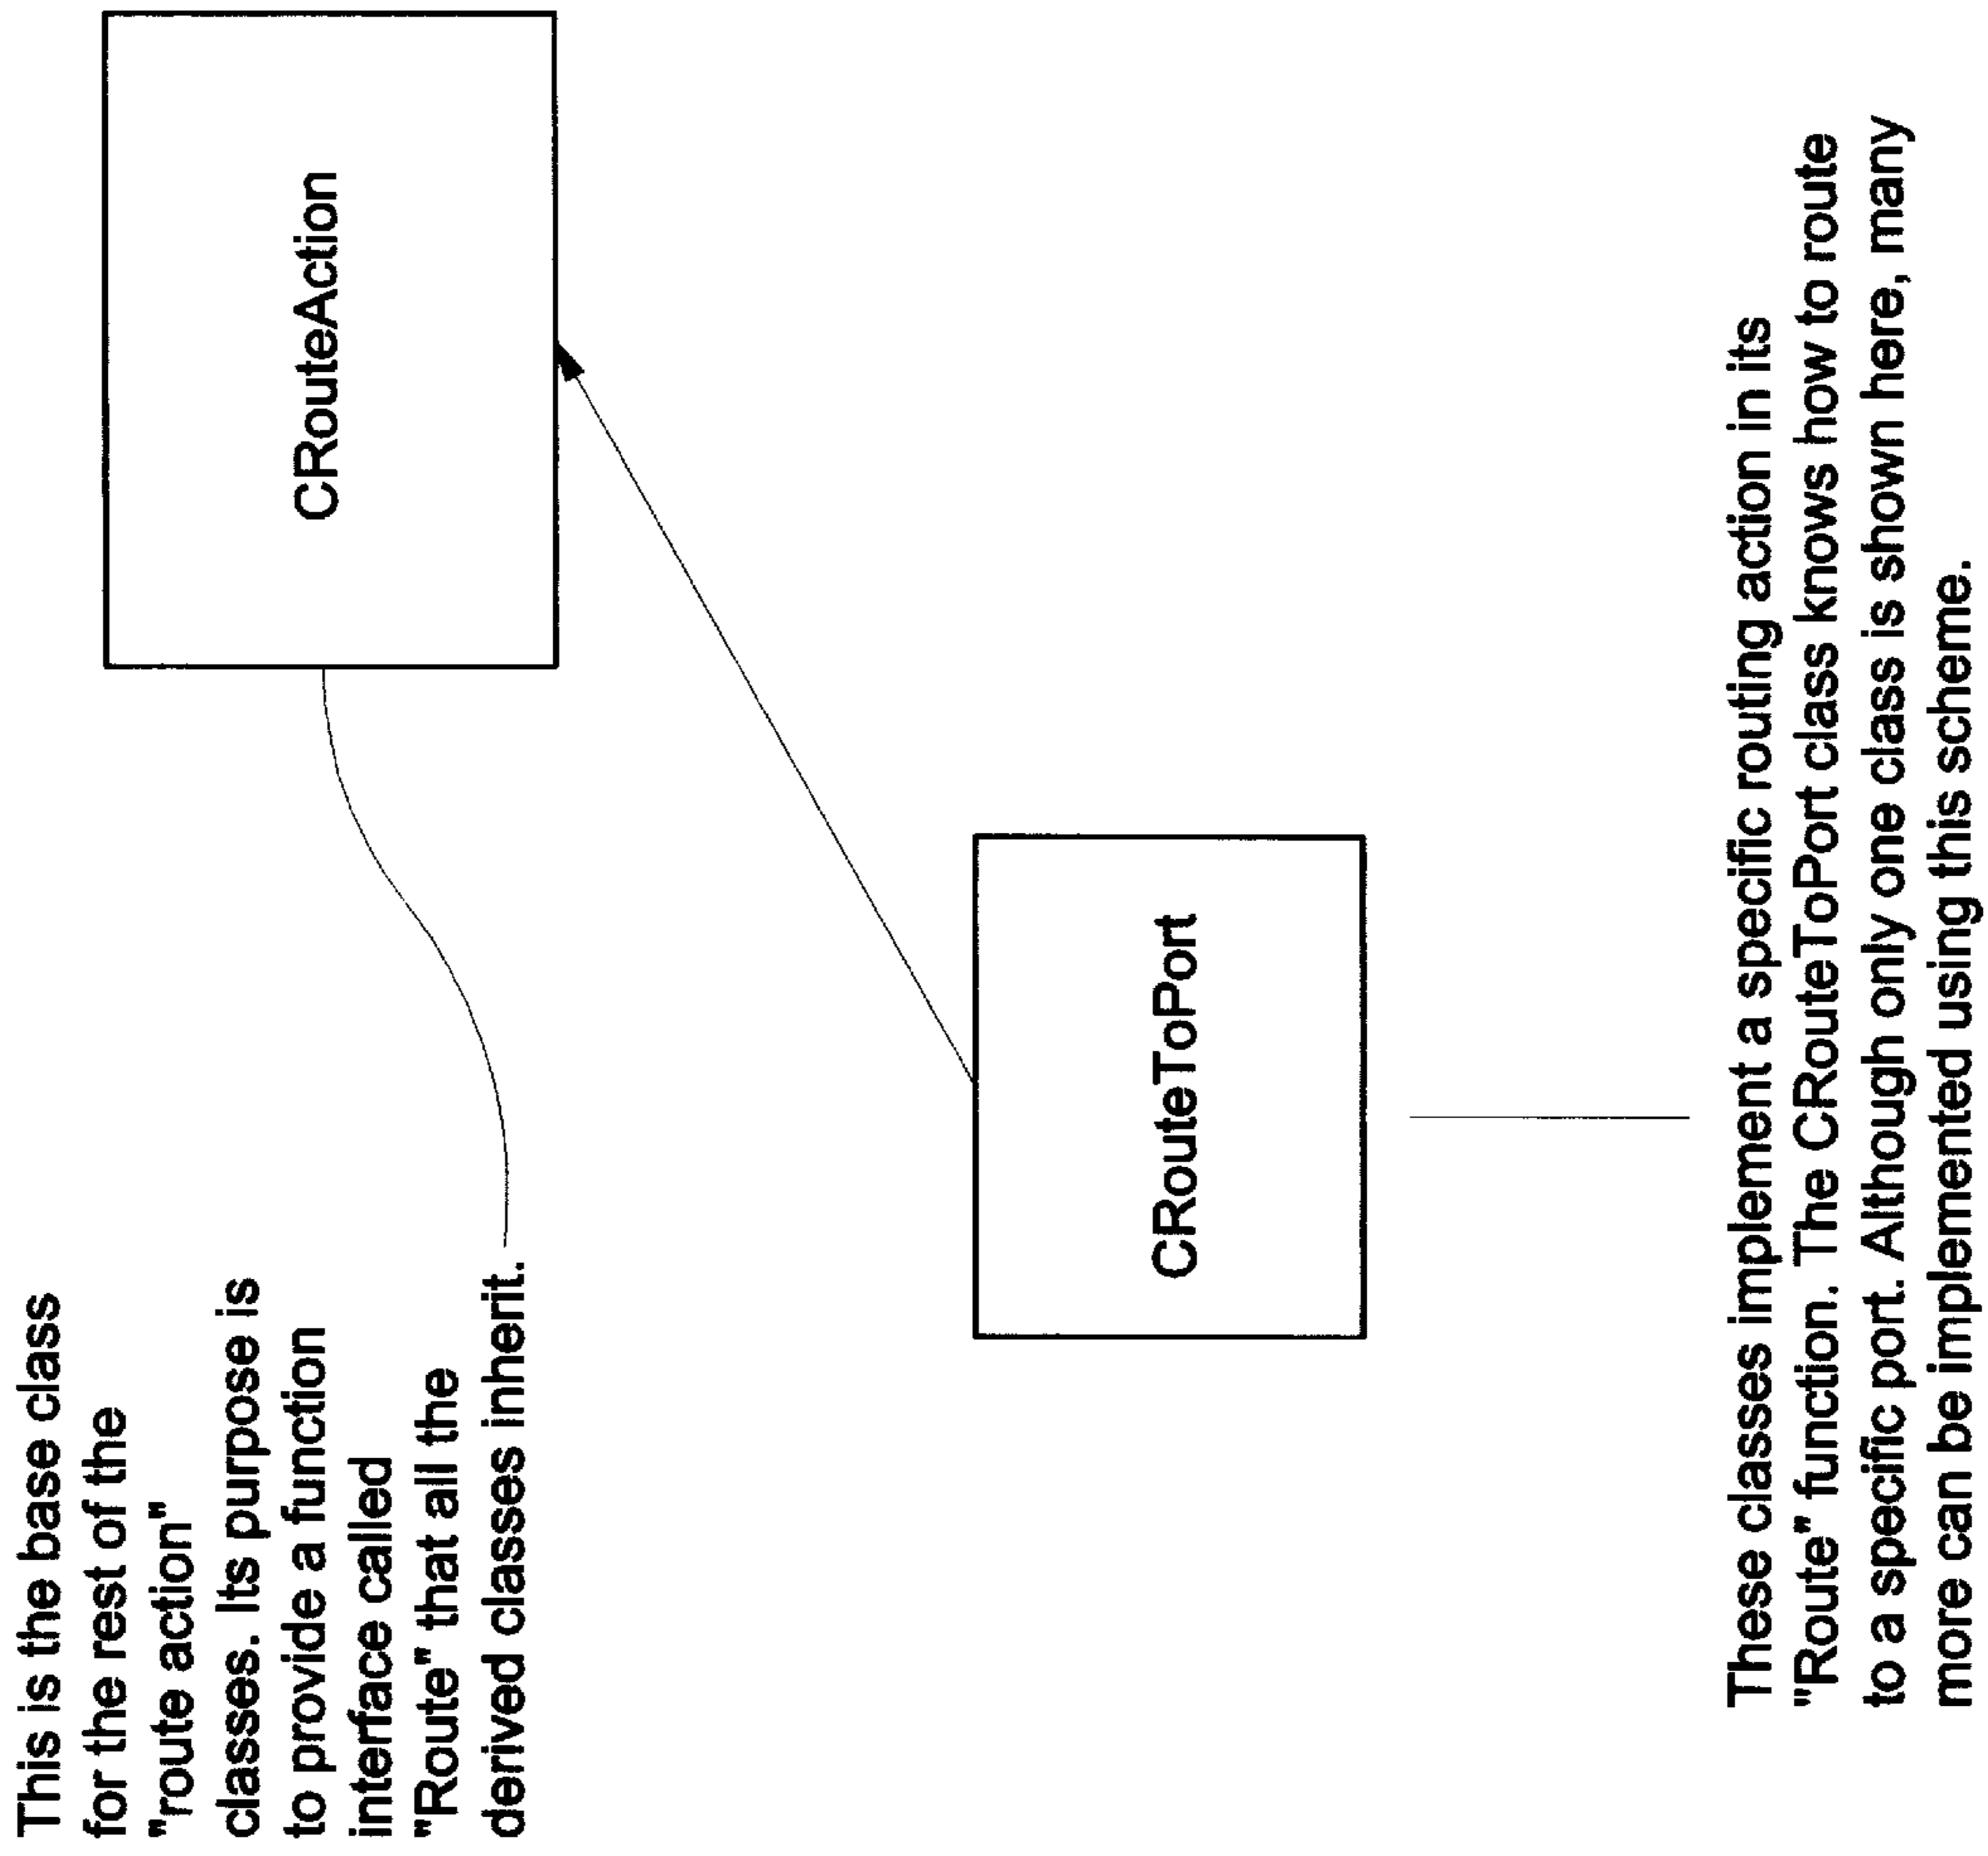 This is the base class
for the rest of the
"route action"
classes. Its purpose is
to provide a function
interface called
"Route" that all the
derived classes inherit.
CRouteAction
CRouteToPort
These classes implement a specific routing action in its
"Route" function. The CRouteToPort class knows how to route
to a specific port. Although only one class is shown here, many
more can be implemented using this scheme.